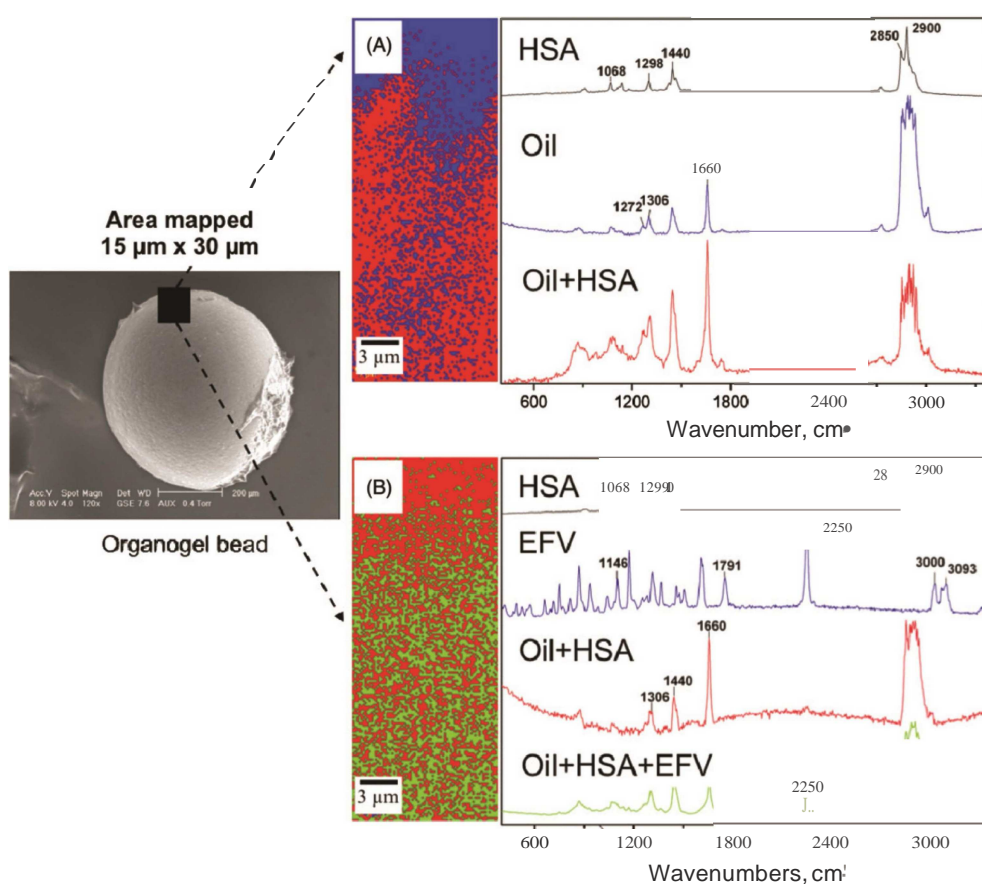 Area mapped
15 µm x 30 µm
Acc.V Spot Magn Det WD 200 µm
8.00 kV 4.0 120x GSE 7.6 AUX 0.4 Torr
Organogel bead
(A)
3 µm
HSA
1068
1298
1440
2850
2900
Oil
1272
1306
1660
Oil+HSA
600 1200 1800 2400 3000
Wavenumber, cm
(B)
3 µm
HSA
1068
28
2900
EFV
1146
1791
2250
3000
3093
Oil+HSA
1306
1440
1660
Oil+HSA+EFV
2250
600 1200 1800 2400 3000
Wavenumbers, cm